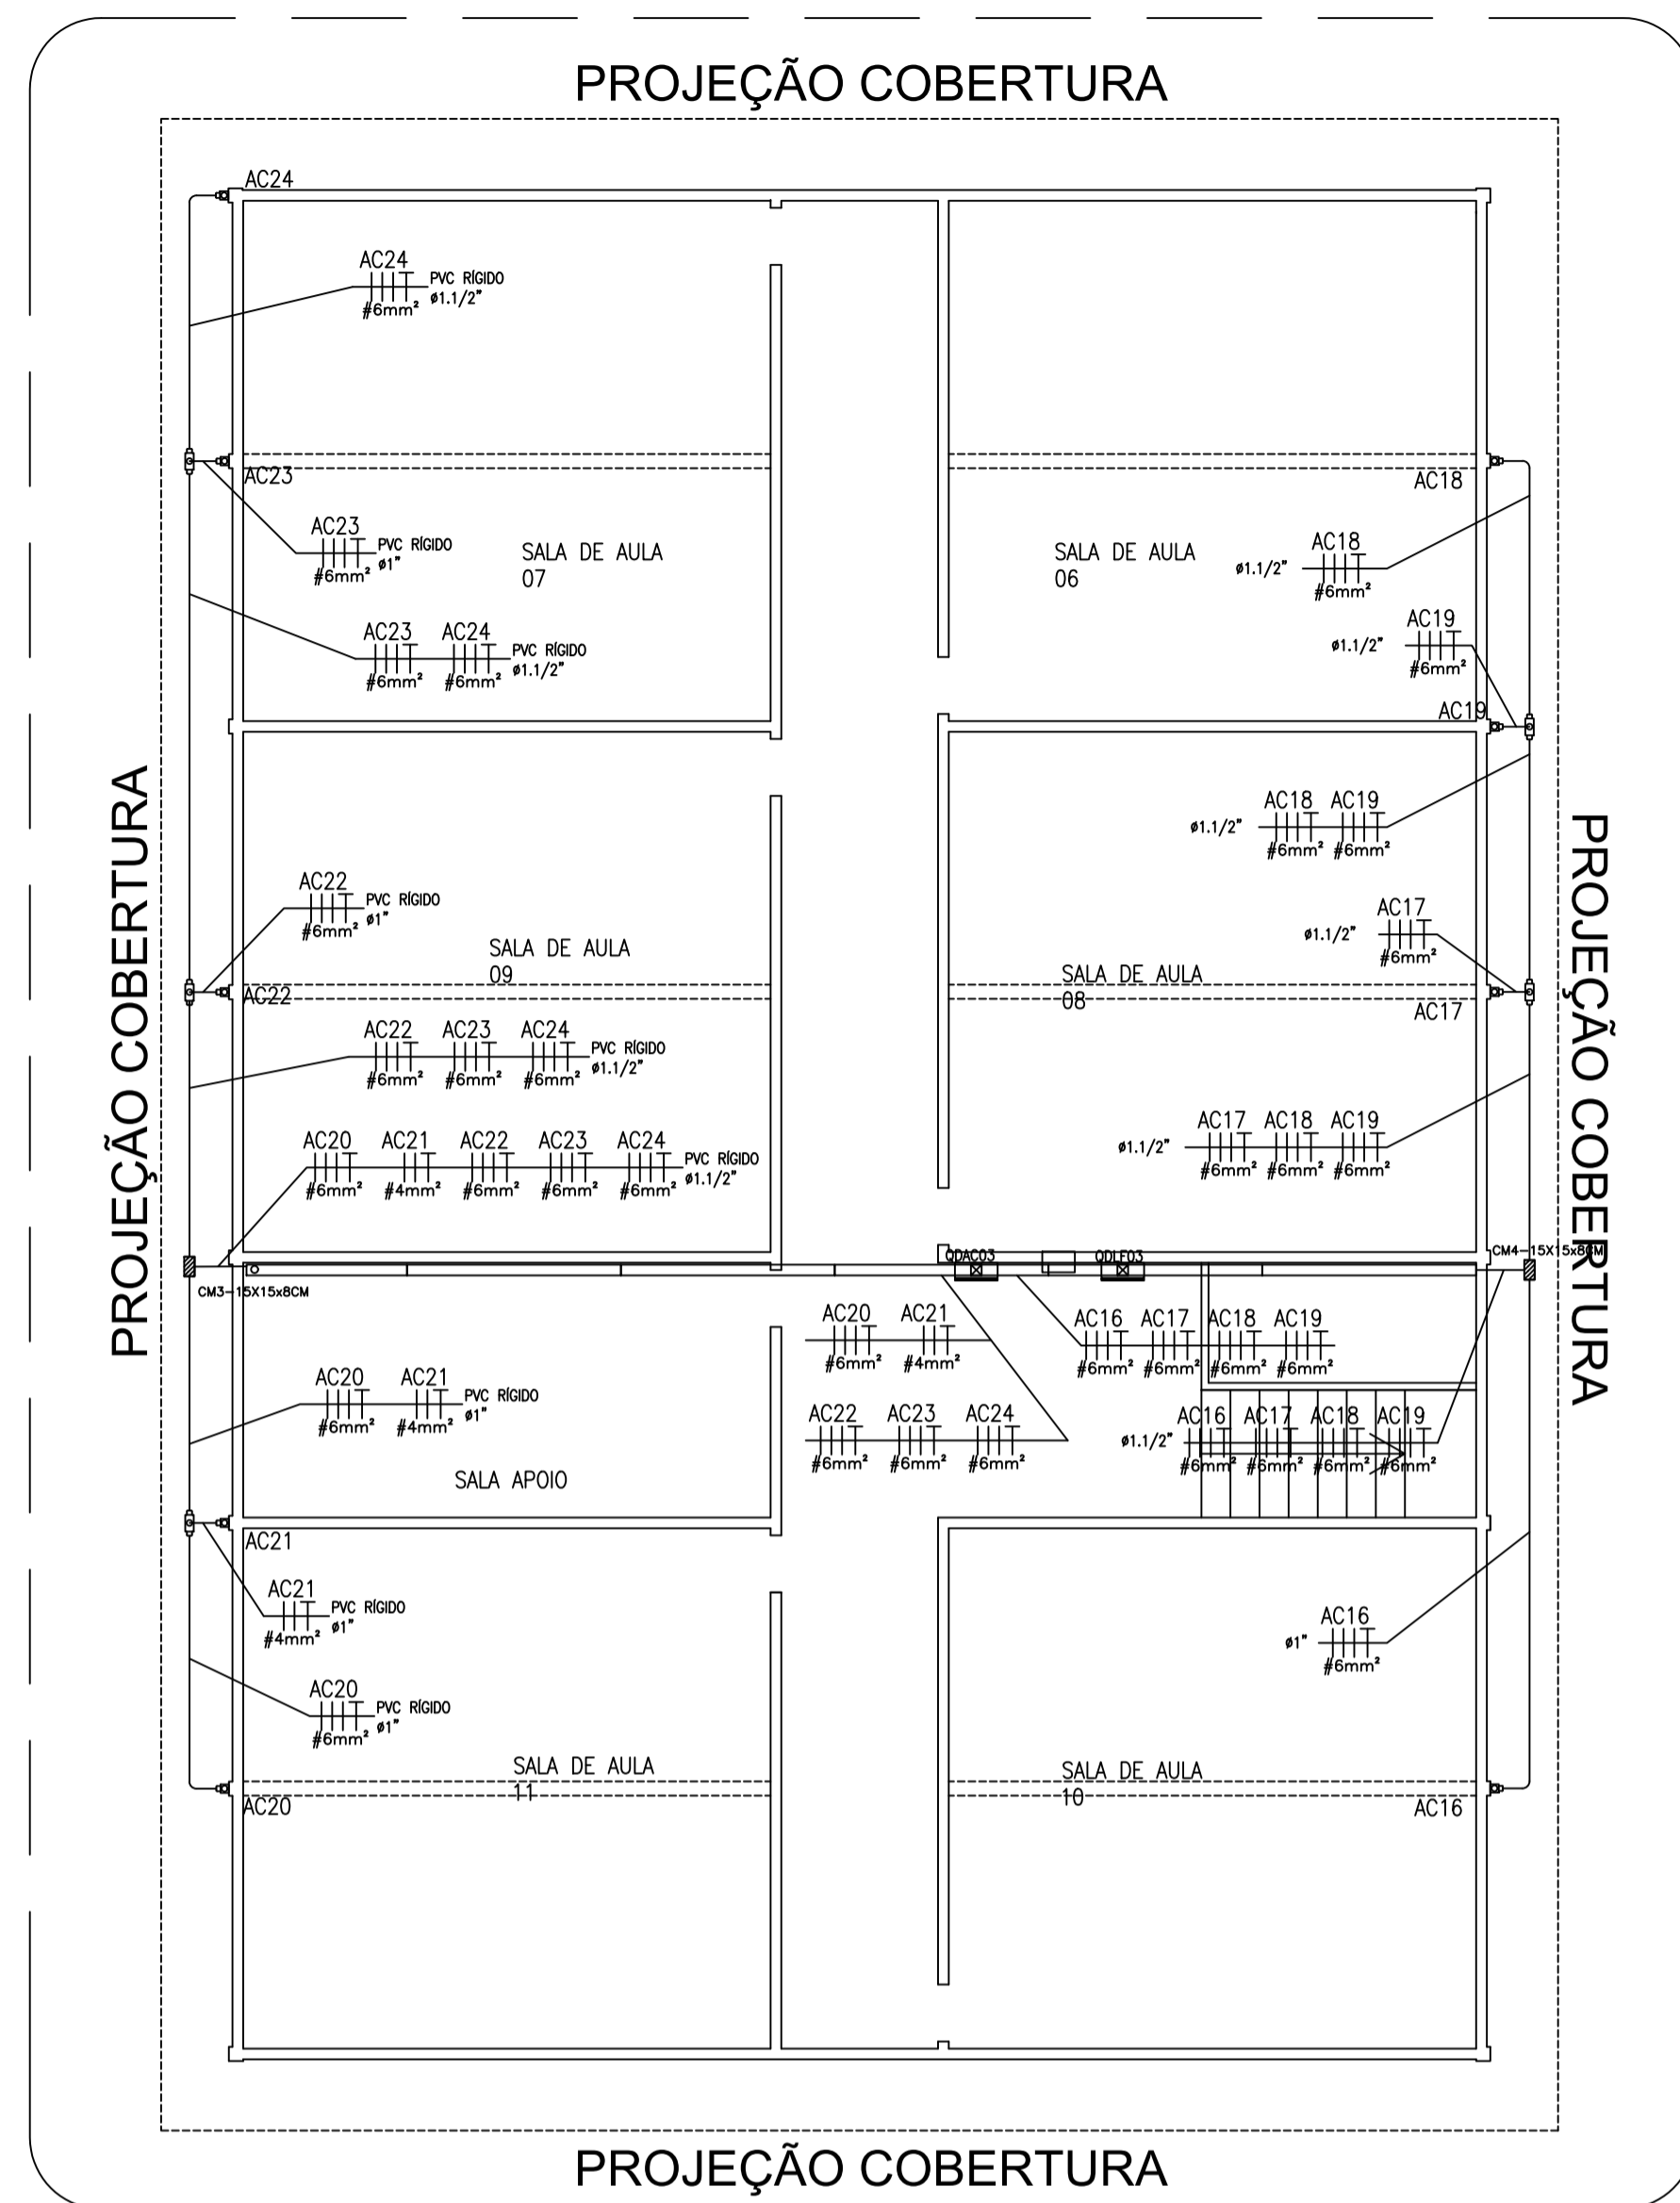 PROJEÇÃO COBERTURA
AC24
AC24
PVC RÍGIDO
ø1.1/2"
#6mm²
AC23
AC18
AC23
PVC RÍGIDO
ø1"
#6mm²
SALA DE AULA
07
SALA DE AULA
06
AC18
ø1.1/2"
#6mm²
AC19
ø1.1/2"
#6mm²
AC23 AC24
PVC RÍGIDO
ø1.1/2"
#6mm² #6mm²
AC19
PROJEÇÃO COBERTURA
PROJEÇÃO COBERTURA
AC18 AC19
ø1.1/2"
#6mm² #6mm²
AC22
PVC RÍGIDO
ø1"
#6mm²
AC17
ø1.1/2"
#6mm²
SALA DE AULA
09
SALA DE AULA
08
AC22
AC17
AC22 AC23 AC24
PVC RÍGIDO
ø1.1/2"
#6mm² #6mm² #6mm²
AC17 AC18 AC19
ø1.1/2"
#6mm² #6mm² #6mm²
AC20 AC21 AC22 AC23 AC24
PVC RÍGIDO
ø1.1/2"
#6mm² #4mm² #6mm² #6mm² #6mm²
QDAC03
QDLF03
CM4-15X15x8CM
CM3-15X15x8CM
AC20 AC21
#6mm² #4mm²
AC16 AC17 AC18 AC19
#6mm² #6mm² #6mm² #6mm²
AC20 AC21
PVC RÍGIDO
ø1"
#6mm² #4mm²
AC22 AC23 AC24
#6mm² #6mm² #6mm²
AC16 AC17 AC18 AC19
ø1.1/2"
#6mm² #6mm² #6mm² #6mm²
SALA APOIO
AC21
AC21
PVC RÍGIDO
ø1"
#4mm²
AC16
ø1"
#6mm²
AC20
PVC RÍGIDO
ø1"
#6mm²
SALA DE AULA
11
SALA DE AULA
10
AC20
AC16
PROJEÇÃO COBERTURA